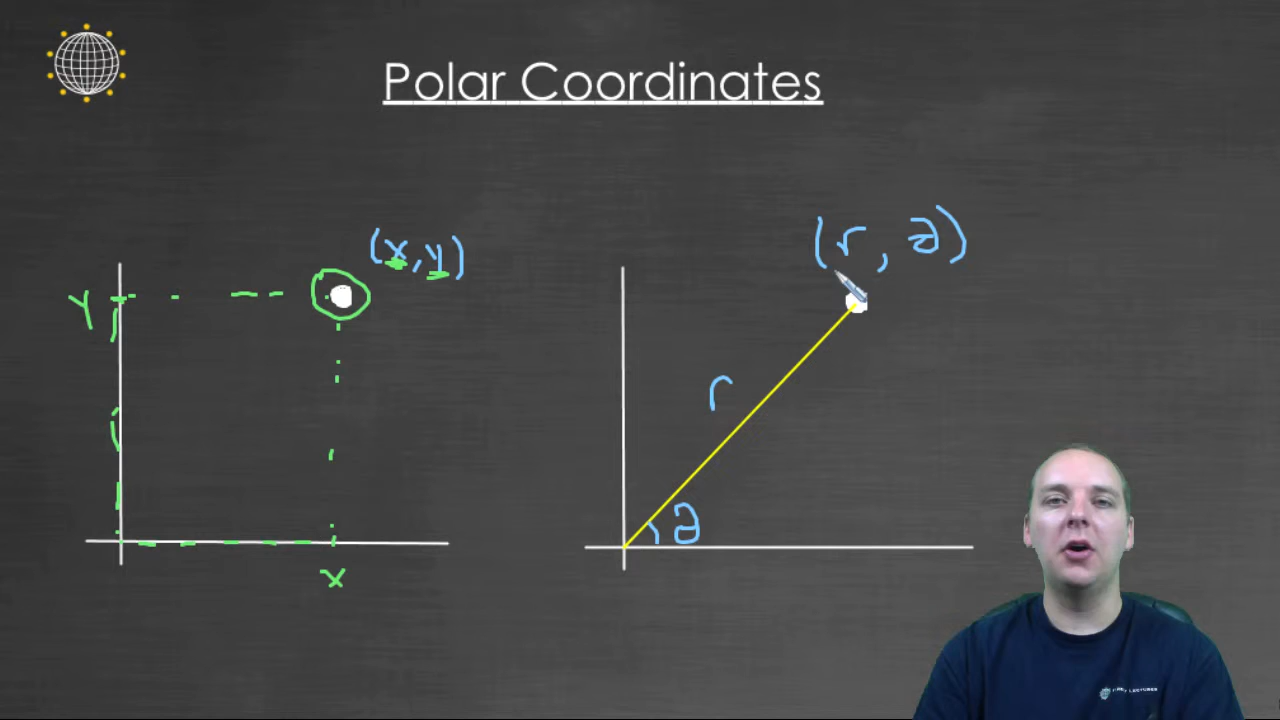 Polar Coordinates
(x,y)
(r, a)
Y
r
a
x